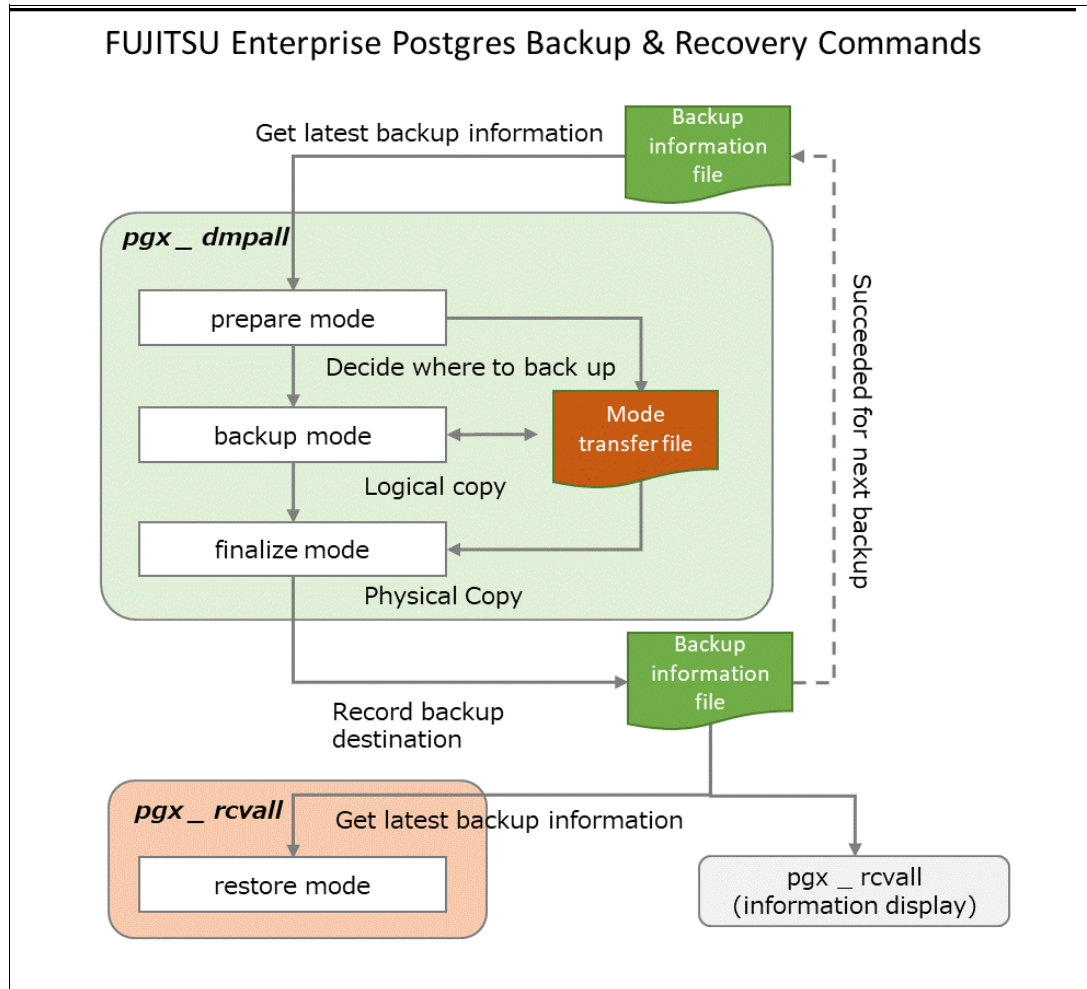 FUJITSU Enterprise Postgres Backup & Recovery Commands
Get latest backup information
Backup
information
file
pgx _ dmpall
prepare mode
Decide where to back up
Mode
transfer file
backup mode
Logical copy
finalize mode
Physical Copy
Succeeded for next backup
Backup
information
file
Record backup
destination
pgx _ rcvall
Get latest backup information
restore mode
pgx _ rcvall
(information display)